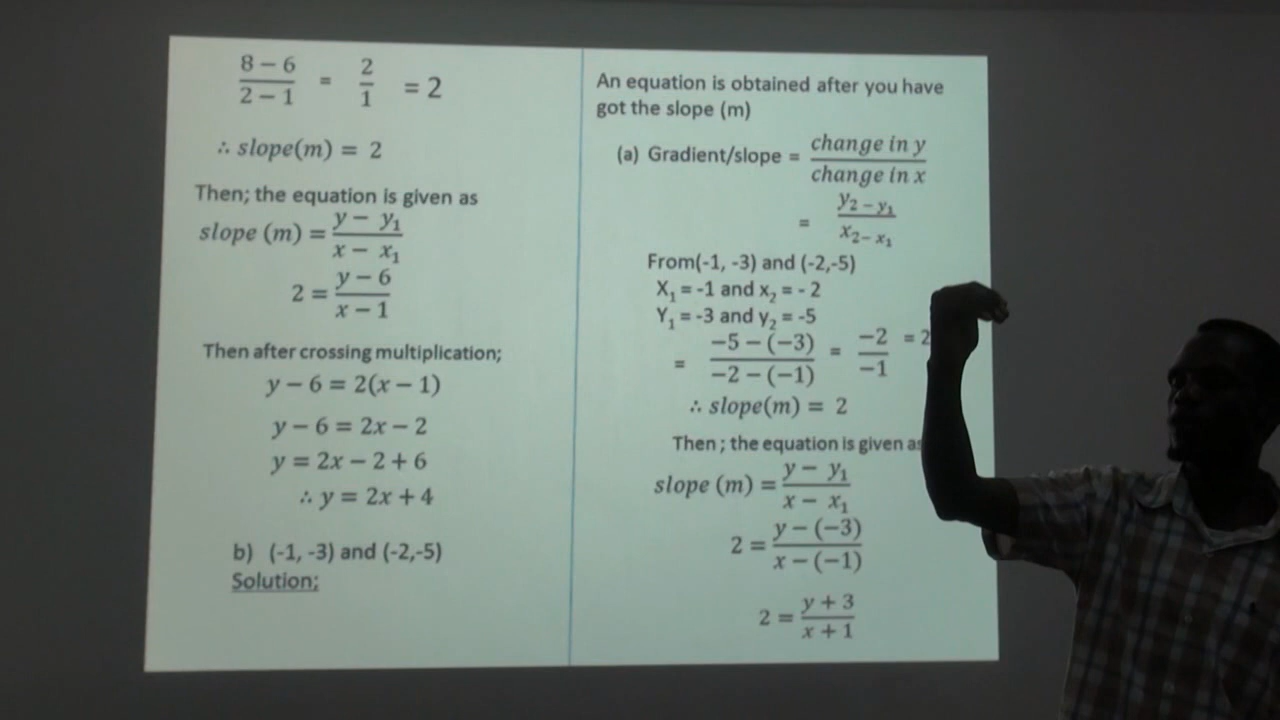 8 − 6 / 2 − 1 = 2 / 1 = 2
∴ slope(m) = 2
Then; the equation is given as
slope (m) = y − y₁ / x − x₁
2 = y − 6 / x − 1
Then after crossing multiplication;
y − 6 = 2(x − 1)
y − 6 = 2x − 2
y = 2x − 2 + 6
∴ y = 2x + 4
b) (-1, -3) and (-2,-5)
Solution;
An equation is obtained after you have
got the slope (m)
(a) Gradient/slope = change in y / change in x
= y₂ − y₁ / x₂ − x₁
From(-1, -3) and (-2,-5)
X₁ = -1 and x₂ = - 2
Y₁ = -3 and y₂ = -5
= −5 − (−3) / −2 − (−1) = −2 / −1 = 2
∴ slope(m) = 2
Then ; the equation is given as
slope (m) = y − y₁ / x − x₁
2 = y − (−3) / x − (−1)
2 = y + 3 / x + 1